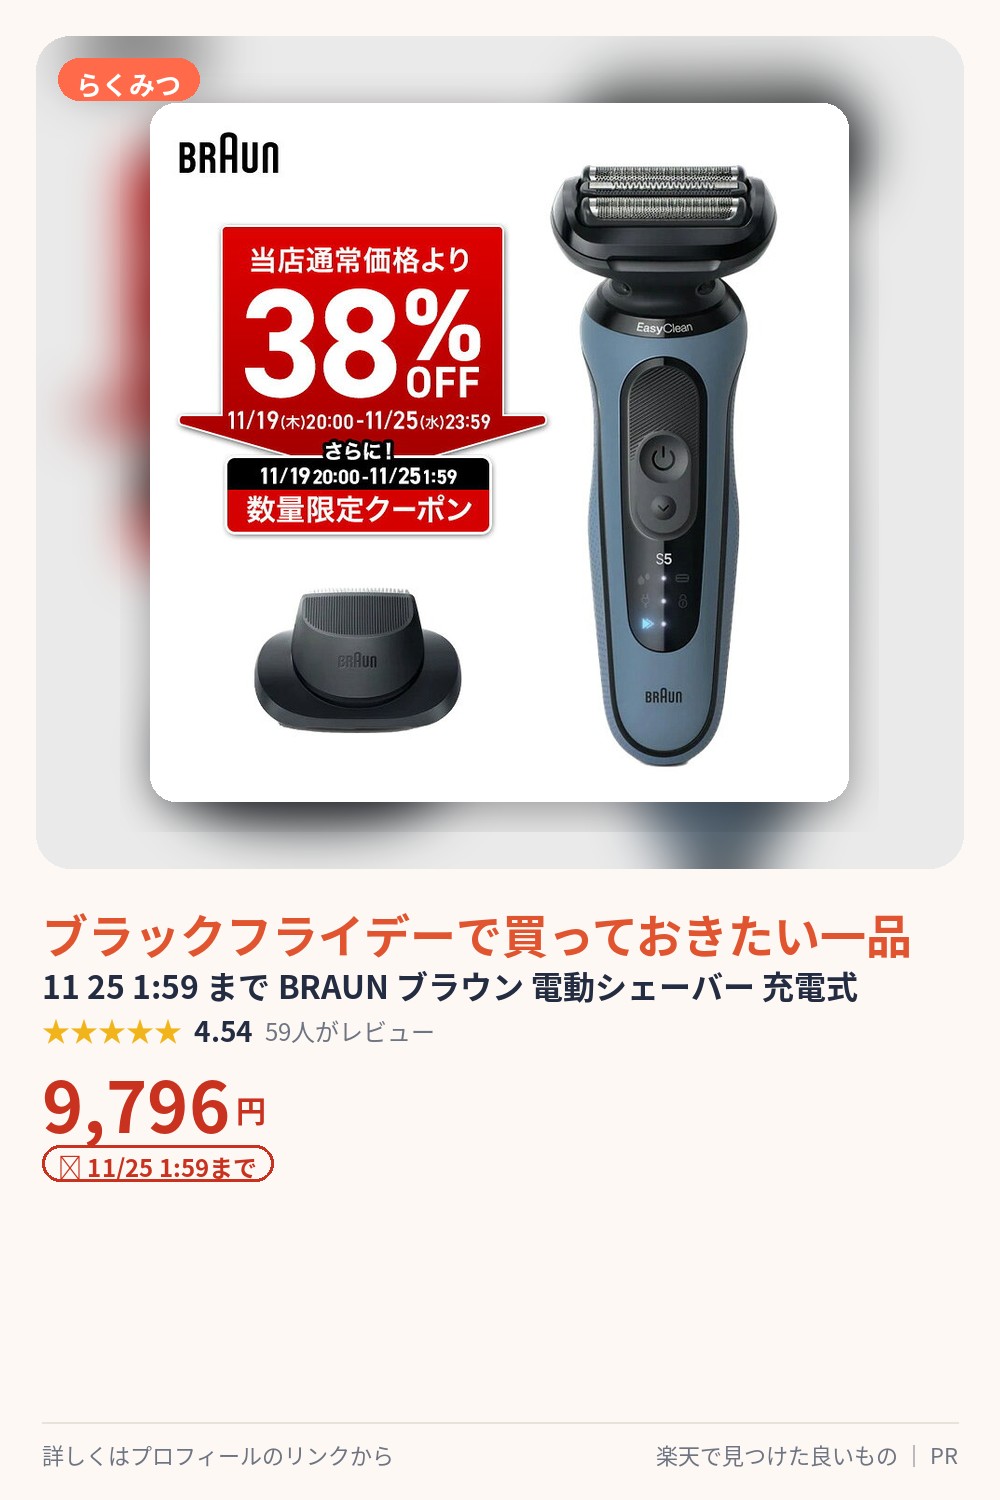 らくみつ
BRAUN
当店通常価格より
38%
OFF
11/19(木)20:00-11/25(水)23:59
さらに!
11/19 20:00-11/25 1:59
数量限定クーポン
EasyClean
S5
BRAUN
BRAUN
ブラックフライデーで買っておきたい一品
11 25 1:59 まで BRAUN ブラウン 電動シェーバー 充電式
★★★★★ 4.54 59人がレビュー
9,796円
11/25 1:59まで
詳しくはプロフィールのリンクから
楽天で見つけた良いもの | PR